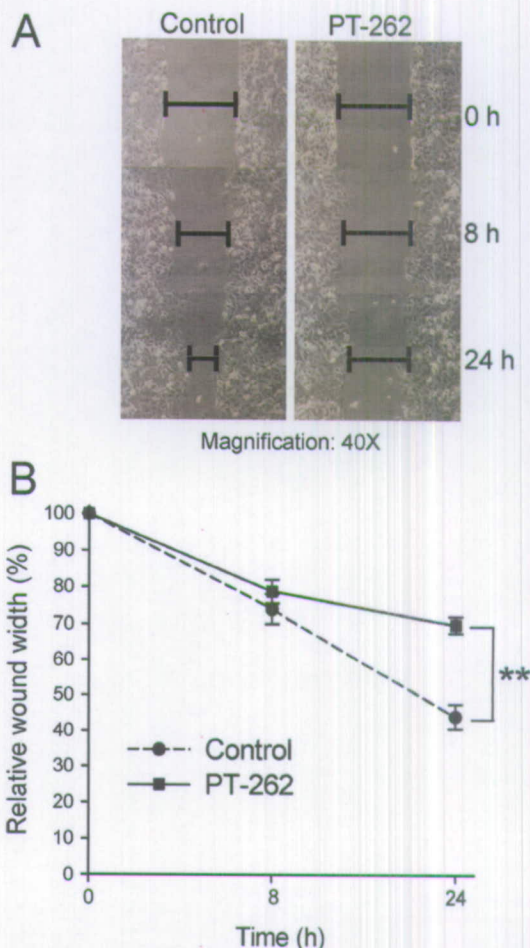 A
Control PT-262
0 h
8 h
24 h
Magnification: 40X
B
Relative wound width (%)
100
90
80
70
60
50
40
30
20
10
0
**
Control
PT-262
0 8 24
Time (h)